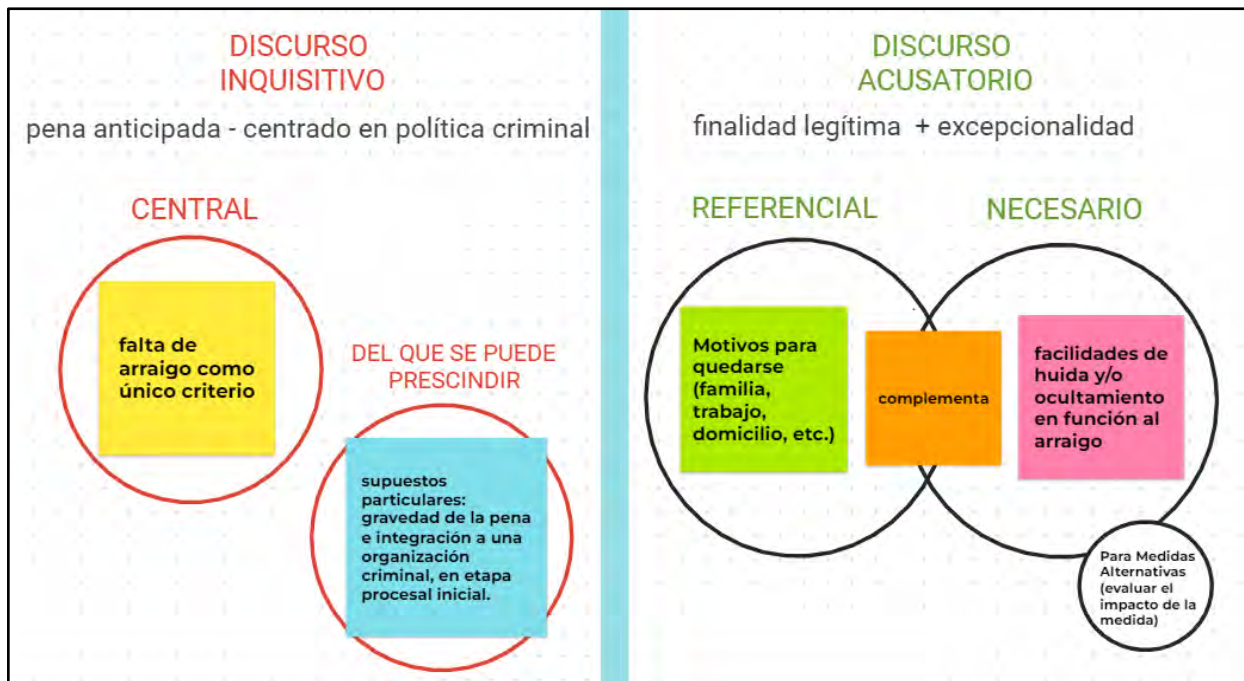 DISCURSO
INQUISITIVO
pena anticipada - centrado en política criminal
CENTRAL
falta de
arraigo como
único criterio
DEL QUE SE PUEDE
PRESCINDIR
supuestos
particulares:
gravedad de la pena
e integración a una
organización
criminal, en etapa
procesal inicial.
DISCURSO
ACUSATORIO
finalidad legítima + excepcionalidad
REFERENCIAL
Motivos para
quedarse
(familia,
trabajo,
domicilio, etc.)
complementa
NECESARIO
facilidades de
huida y/o
ocultamiento
en función al
arraigo
Para Medidas
Alternativas
(evaluar el
impacto de la
medida)